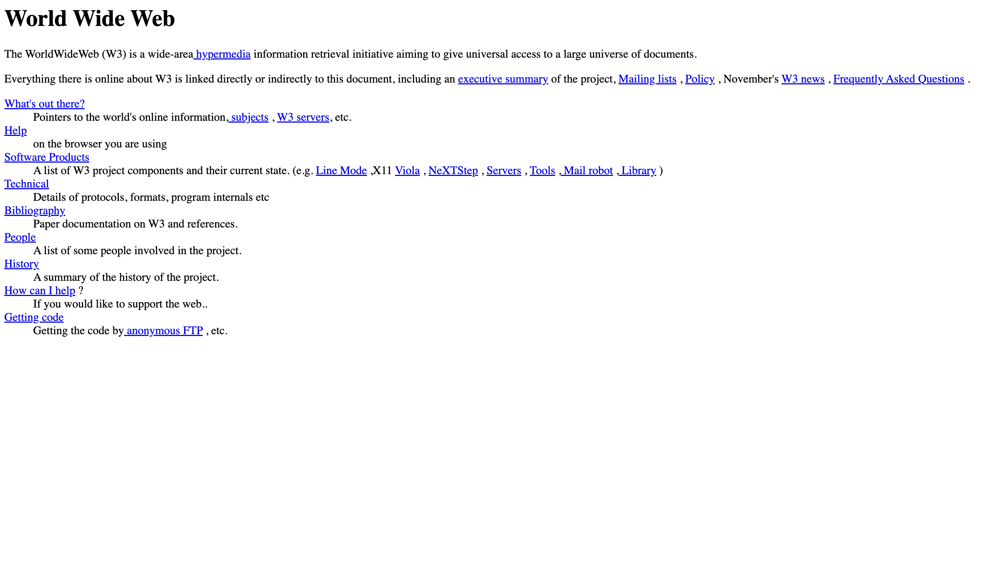 World Wide Web
The WorldWideWeb (W3) is a wide-area hypermedia information retrieval initiative aiming to give universal access to a large universe of documents.
Everything there is online about W3 is linked directly or indirectly to this document, including an executive summary of the project, Mailing lists , Policy , November's W3 news , Frequently Asked Questions .
What's out there?
Pointers to the world's online information, subjects , W3 servers, etc.
Help
on the browser you are using
Software Products
A list of W3 project components and their current state. (e.g. Line Mode ,X11 Viola , NeXTStep , Servers , Tools , Mail robot , Library )
Technical
Details of protocols, formats, program internals etc
Bibliography
Paper documentation on W3 and references.
People
A list of some people involved in the project.
History
A summary of the history of the project.
How can I help ?
If you would like to support the web..
Getting code
Getting the code by anonymous FTP , etc.